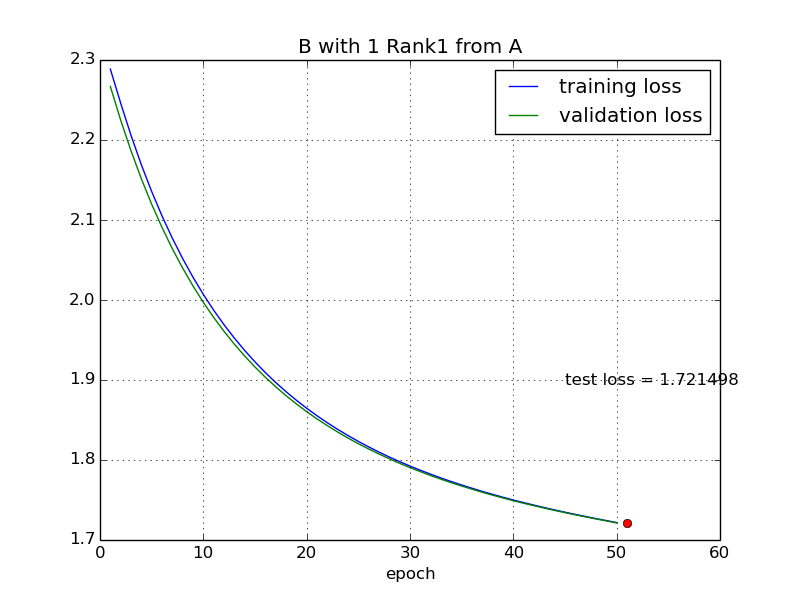 B with 1 Rank1 from A
2.3
2.2
2.1
2.0
1.9
1.8
1.7
training loss
validation loss
test loss = 1.721498
0 10 20 30 40 50 60
epoch